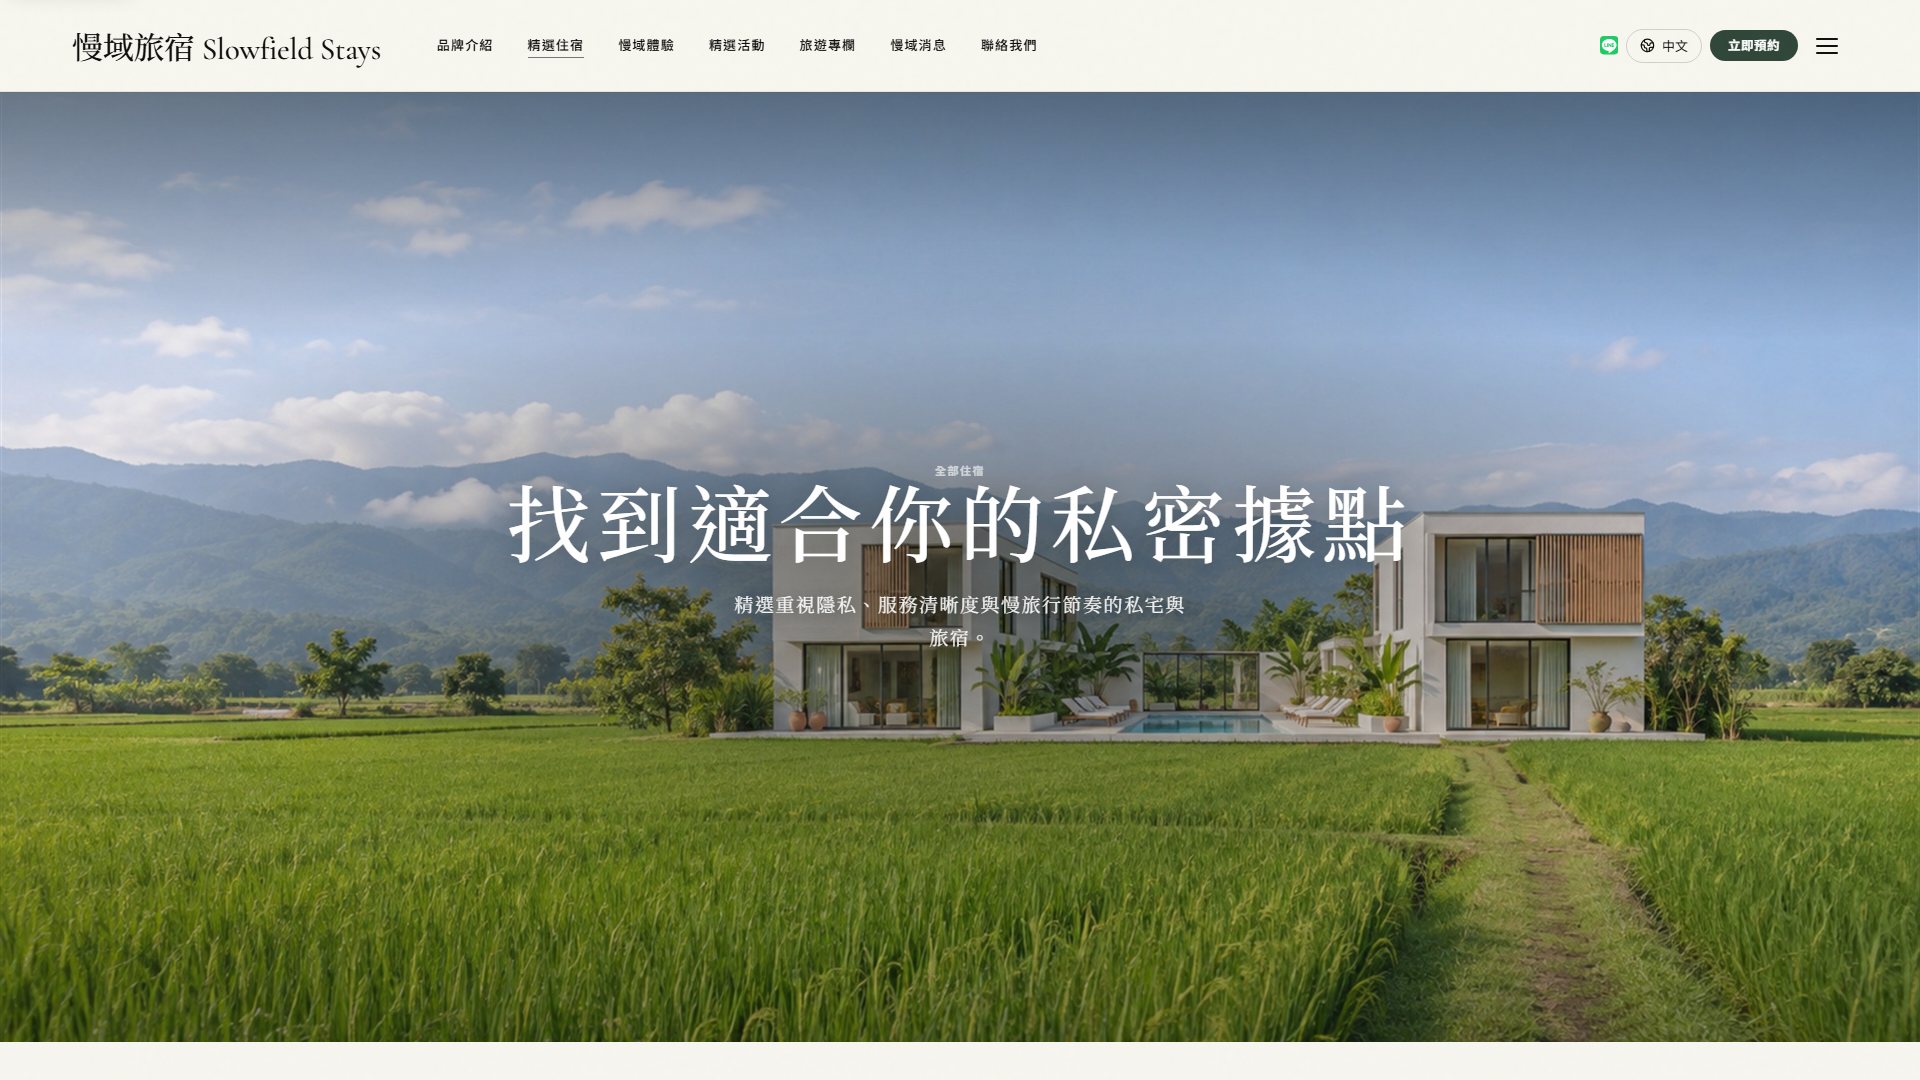 慢域旅宿 Slowfield Stays
品牌介紹 精選住宿 慢域體驗 精選活動 旅遊專欄 慢域消息 聯絡我們
LINE 中文 立即預約
全部住宿
找到適合你的私密據點
精選重視隱私、服務清晰度與慢旅行節奏的私宅與
旅宿。